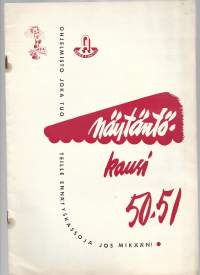 OHJELMISTO JOKA TUO
TEILLE ENNÄTYSKASSOJA JOS MIKÄÄN!
Näytäntö-
kausi
50-51